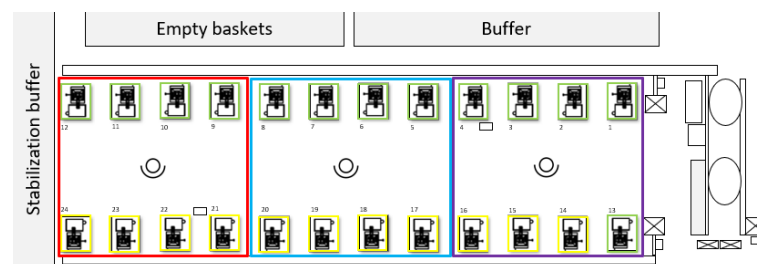 Empty baskets
Buffer
Stabilization buffer
12 11 10 9 8 7 6 5 4 3 2 1
24 23 22 21 20 19 18 17 16 15 14 13